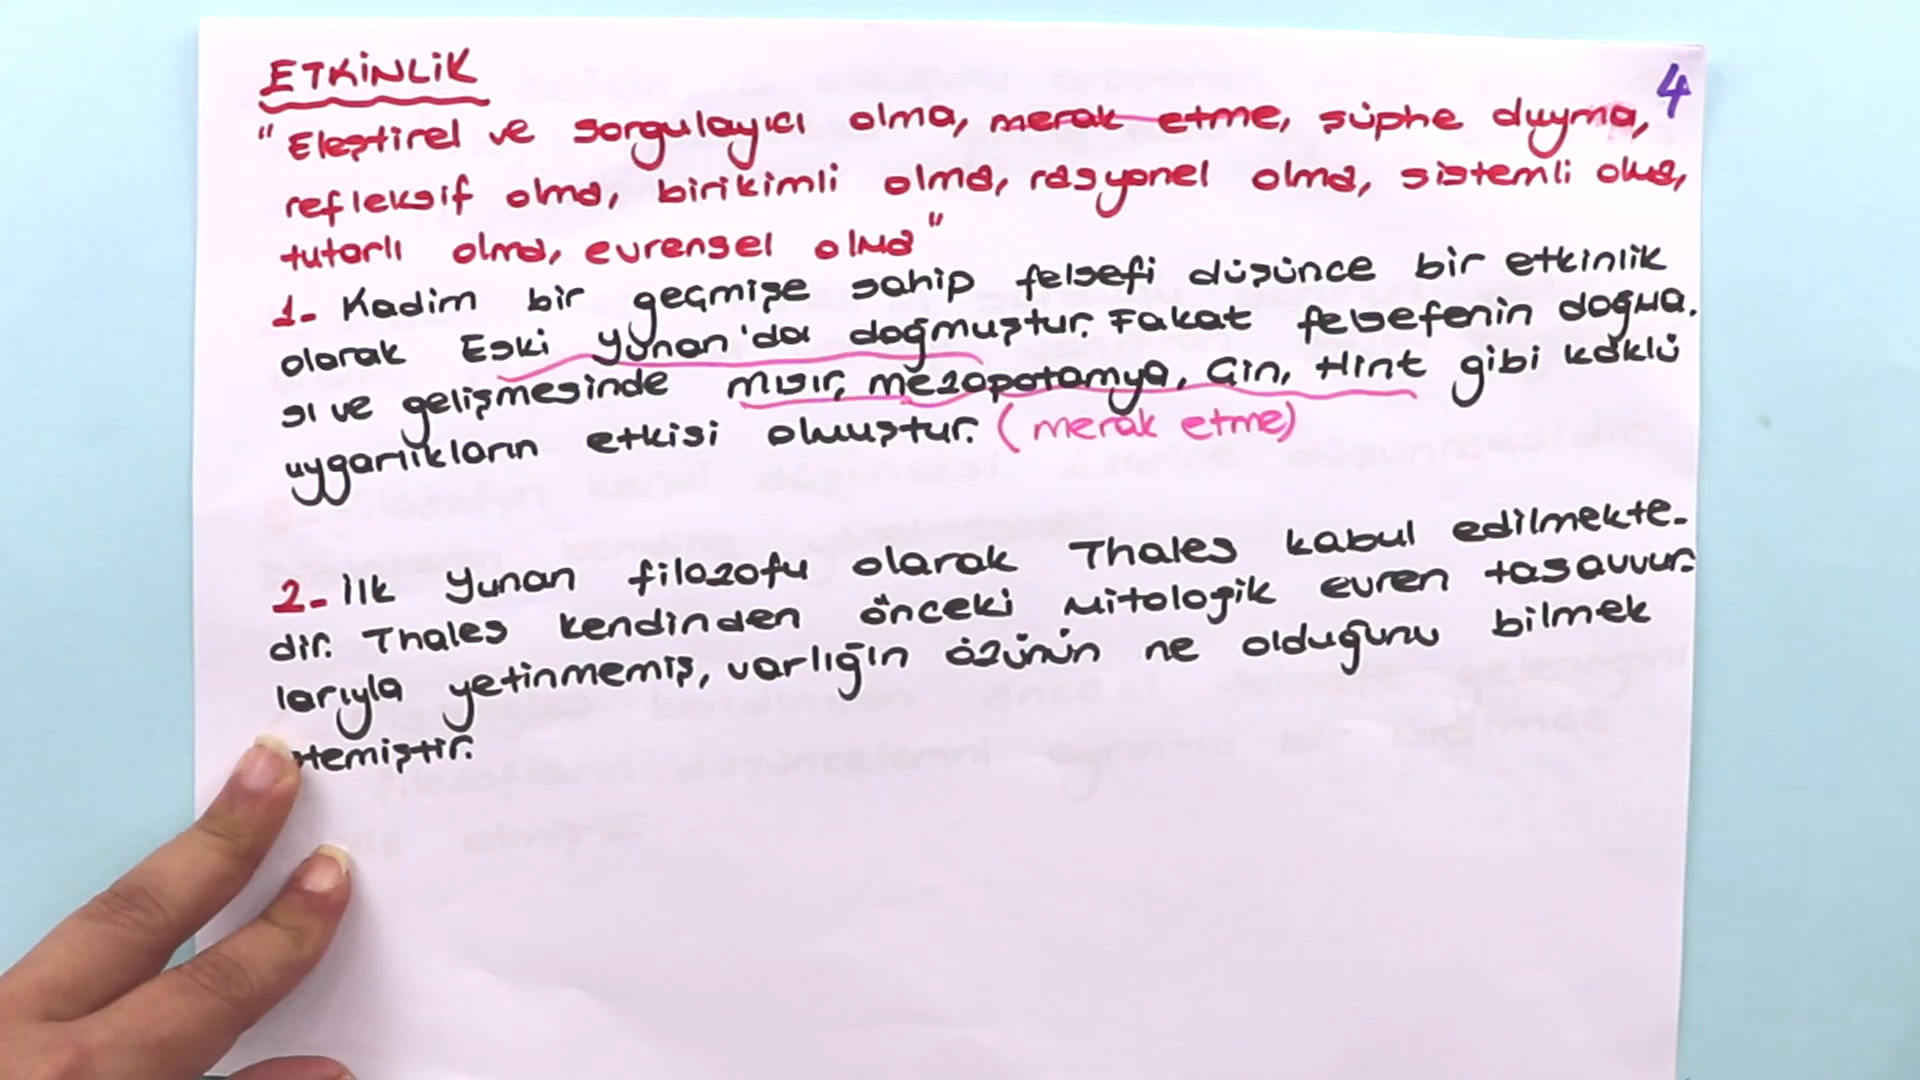 ETKİNLİK
4
"Eleştirel ve sorgulayıcı olma, merak etme, şüphe duyma,
refleksif olma, birikimli olma, rasyonel olma, sistemli olma,
tutarlı olma, evrensel olma"
1- Kadim bir geçmişe sahip felsefi düşünce bir etkinlik
olarak Eski Yunan'da doğmuştur. Fakat felsefenin doğma.
sı ve gelişmesinde Mısır, Mezopotamya, Çin, Hint gibi köklü
uygarlıkların etkisi olmuştur. (merak etme)
2- İlk Yunan filozofu olarak Thales kabul edilmekte-
dir. Thales kendinden önceki Mitolojik evren tasavvur-
larıyla yetinmemiş, varlığın özünün ne olduğunu bilmek
istemiştir.